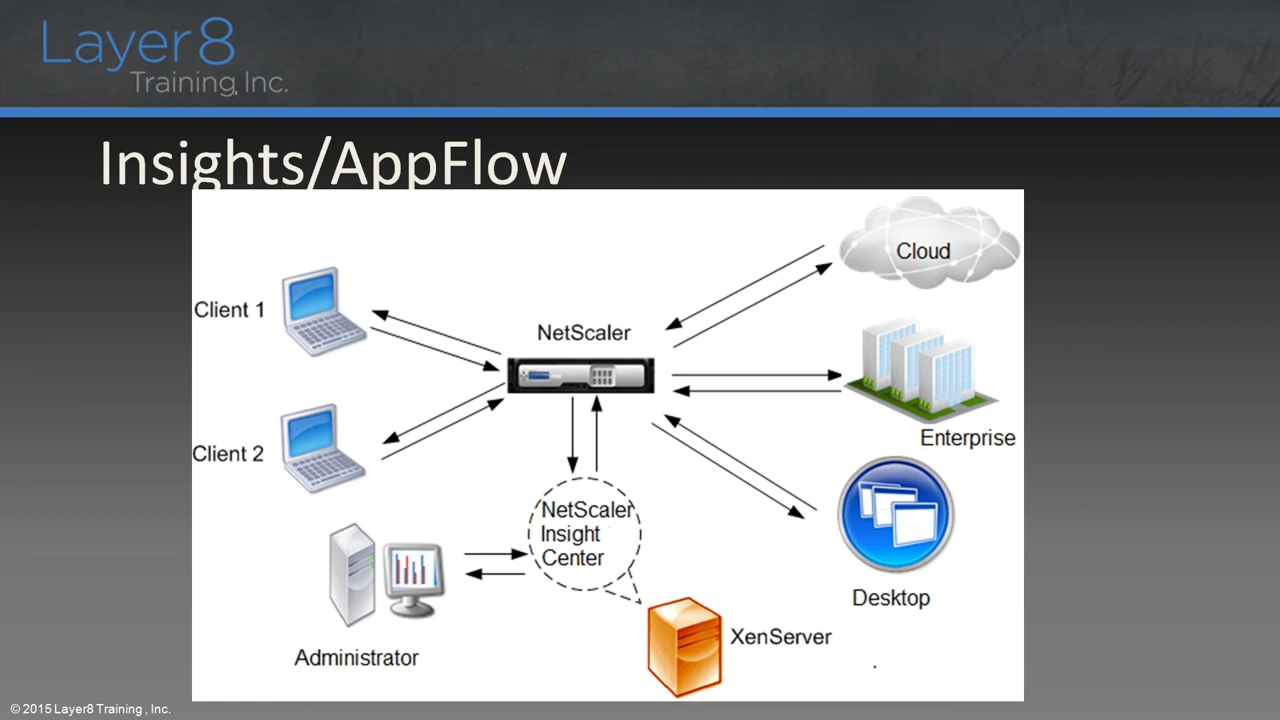 Layer8
Training, Inc.
Insights/AppFlow
Cloud
Client 1
NetScaler
Enterprise
Client 2
NetScaler
Insight
Center
Desktop
XenServer
Administrator
© 2015 Layer8 Training , Inc.